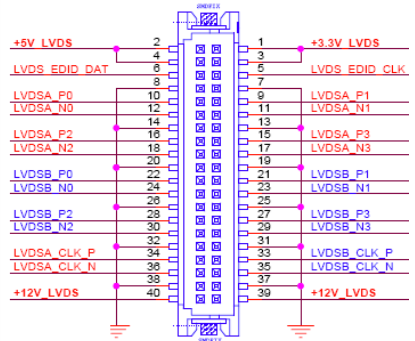 +5V_LVDS 2 1 +3.3V_LVDS
4 3
LVDS_EDID_DAT 6 5 LVDS_EDID_CLK
8 7
LVDSA_P0 10 9 LVDSA_P1
LVDSA_N0 12 11 LVDSA_N1
14 13
LVDSA_P2 16 15 LVDSA_P3
LVDSA_N2 18 17 LVDSA_N3
20 19
LVDSB_P0 22 21 LVDSB_P1
LVDSB_N0 24 23 LVDSB_N1
26 25
LVDSB_P2 28 27 LVDSB_P3
LVDSB_N2 30 29 LVDSB_N3
32 31
LVDSA_CLK_P 34 33 LVDSB_CLK_P
LVDSA_CLK_N 36 35 LVDSB_CLK_N
38 37
+12V_LVDS 40 39 +12V_LVDS